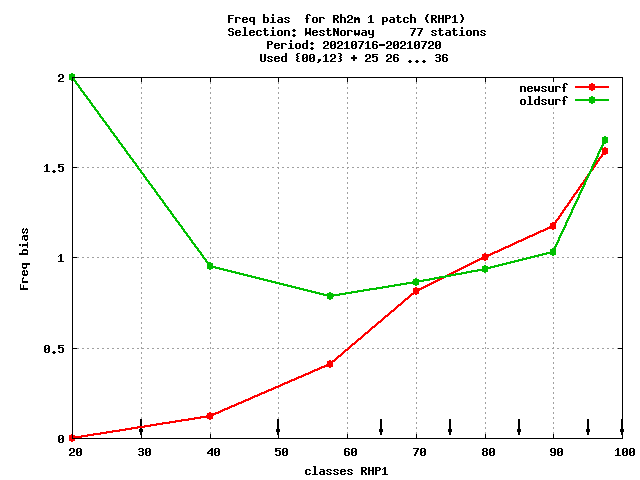 Freq bias  for Rh2m 1 patch (RHP1)
Selection: WestNorway     77 stations
Period: 20210716-20210720
Used {00,12} + 25 26 ... 36
newsurf
oldsurf
2
1.5
1
0.5
0
Freq bias
20 30 40 50 60 70 80 90 100
classes RHP1